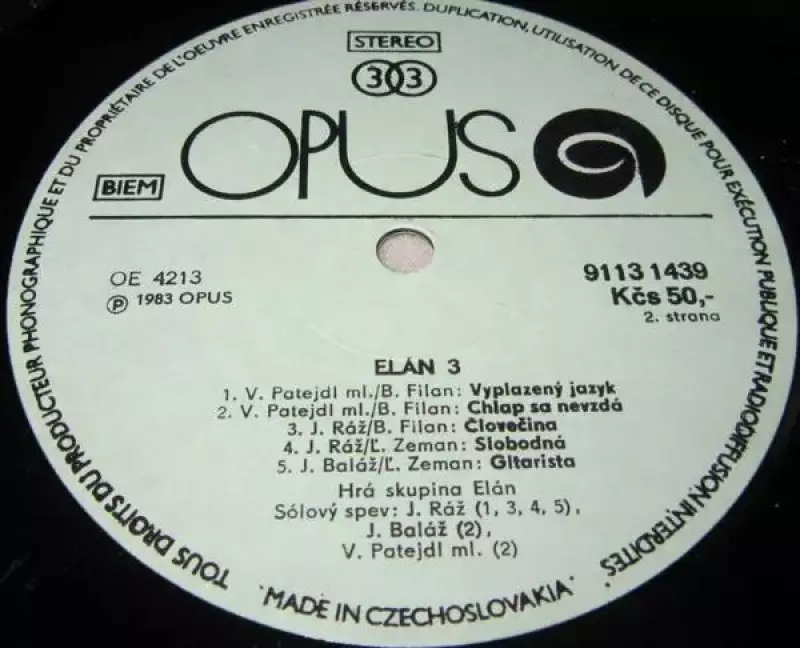 TOUS DROITS DU PRODUCTEUR PHONOGRAPHIQUE ET DU PROPRIÉTAIRE DE L'OEUVRE ENREGISTRÉE RÉSERVÉS. DUPLICATION, UTILISATION DE CE DISQUE POUR EXÉCUTION PUBLIQUE ET RADIODIFFUSION INTERDITES
STEREO
33
OPUS
BIEM
OE 4213
Ⓟ 1983 OPUS
9113 1439
Kčs 50,-
2. strana
ELÁN 3
1. V. Patejdl ml./B. Filan: Vyplazený jazyk
2. V. Patejdl ml./B. Filan: Chlap sa nevzdá
3. J. Ráž/B. Filan: Človečina
4. J. Ráž/Ľ. Zeman: Slobodná
5. J. Baláž/Ľ. Zeman: Gitarista
Hrá skupina Elán
Sólový spev: J. Ráž (1, 3, 4, 5),
J. Baláž (2),
V. Patejdl ml. (2)
MADE IN CZECHOSLOVAKIA